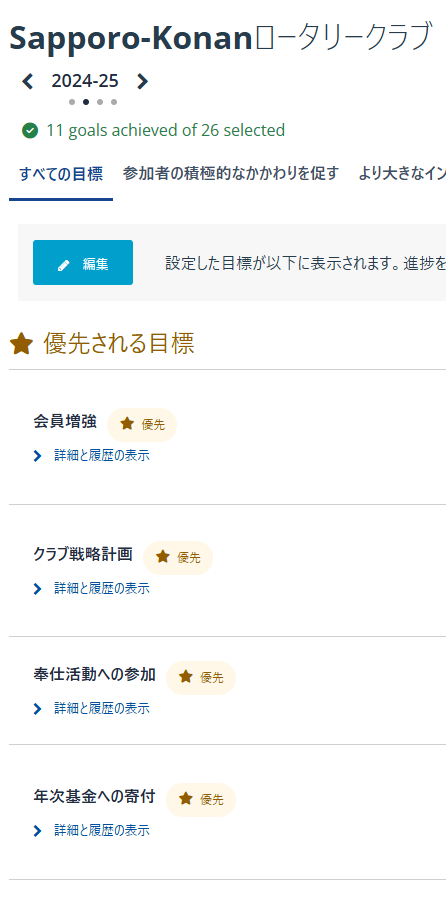 Sapporo-Konanロータリークラブ
2024-25
11 goals achieved of 26 selected
すべての目標 参加者の積極的なかかわりを促す より大きなイン
編集 設定した目標が以下に表示されます。進捗を
優先される目標
会員増強 優先
詳細と履歴の表示
クラブ戦略計画 優先
詳細と履歴の表示
奉仕活動への参加 優先
詳細と履歴の表示
年次基金への寄付 優先
詳細と履歴の表示